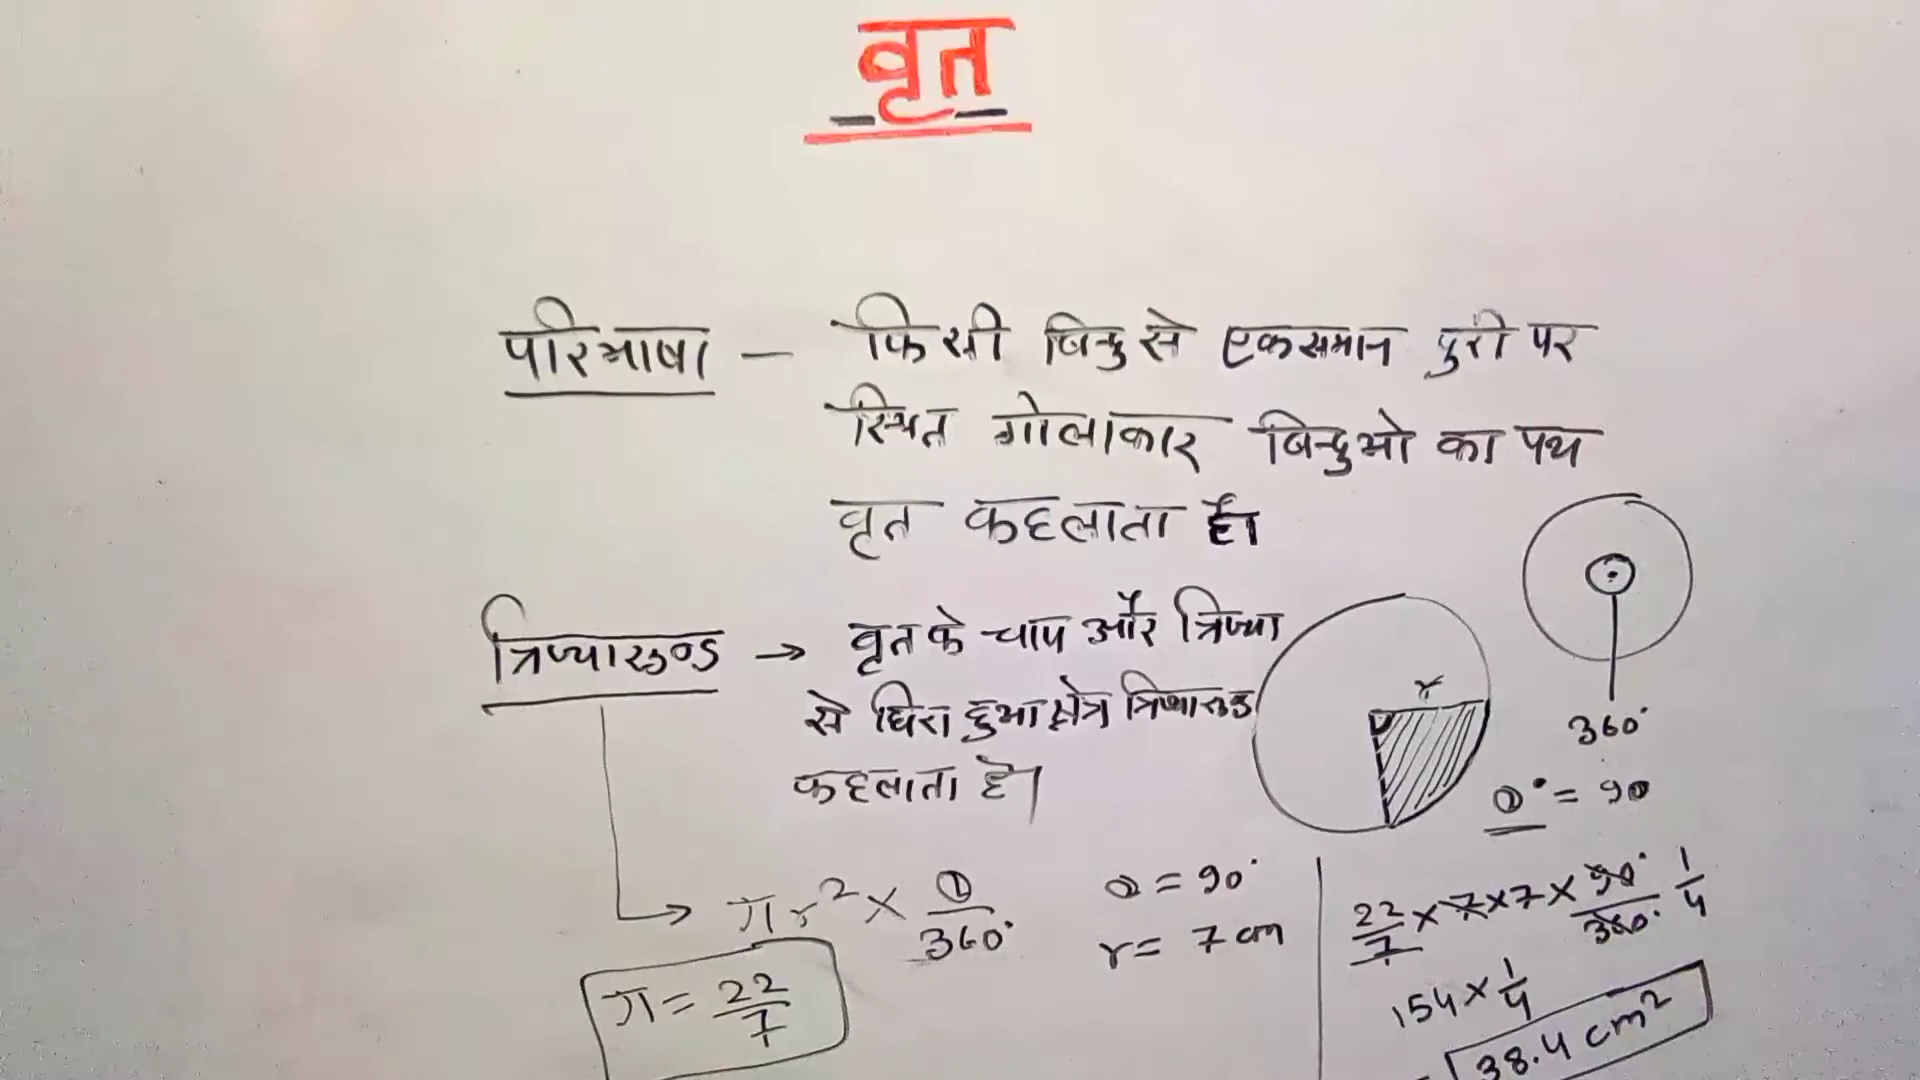 वृत
परिभाषा – किसी बिन्दु से एकसमान दुरी पर
स्थित गोलाकार बिन्दुओ का पथ
वृत कहलाता है।
त्रिज्याखण्ड → वृत के चाप और त्रिज्या
से घिरा हुआ क्षेत्र त्रिज्याखण्ड
कहलाता है।
r
360°
θ° = 90
πr² × θ/360°
θ = 90°
r = 7 cm
π = 22/7
22/7 × 7 × 7 × 90°/360° 1/4
154 × 1/4
38.4 cm²